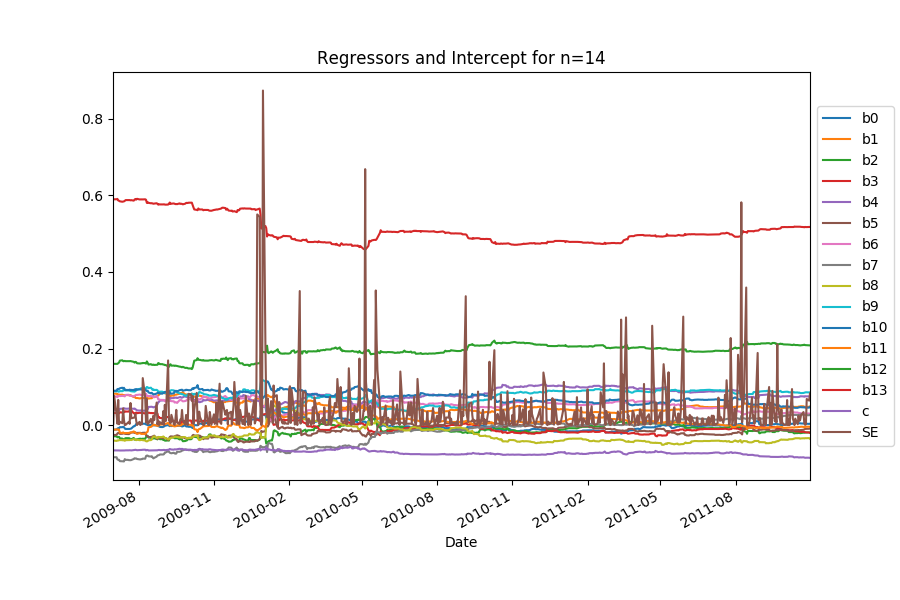 Regressors and Intercept for n=14
0.8
0.6
0.4
0.2
0.0
2009-08
2009-11
2010-02
2010-05
2010-08
2010-11
2011-02
2011-05
2011-08
Date
b0
b1
b2
b3
b4
b5
b6
b7
b8
b9
b10
b11
b12
b13
c
SE